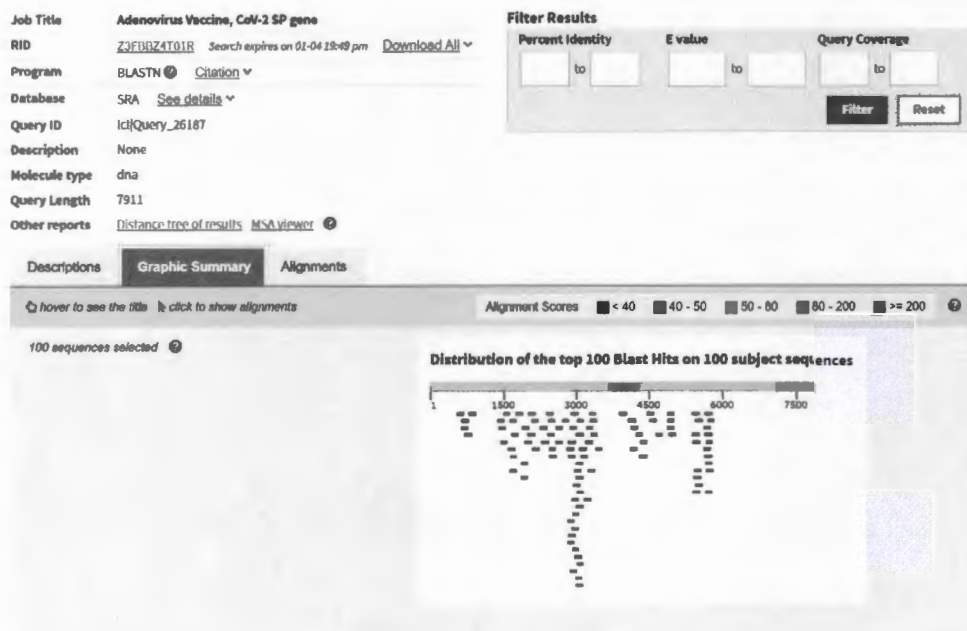 Job Title Adenovirus Vaccine, CoV-2 SP gene
RID Z3FBBZ4T01R Search expires on 01-04 19:49 pm Download All
Program BLASTN Citation
Database SRA See details
Query ID lcl|Query_26187
Description None
Molecule type dna
Query Length 7911
Other reports Distance tree of results MSA viewer
Filter Results
Percent Identity E value Query Coverage
to to to
Filter Reset
Descriptions Graphic Summary Alignments
hover to see the title click to show alignments
Alignment Scores < 40 40 - 50 50 - 80 80 - 200 >= 200
100 sequences selected
Distribution of the top 100 Blast Hits on 100 subject sequences
1 1500 3000 4500 6000 7500